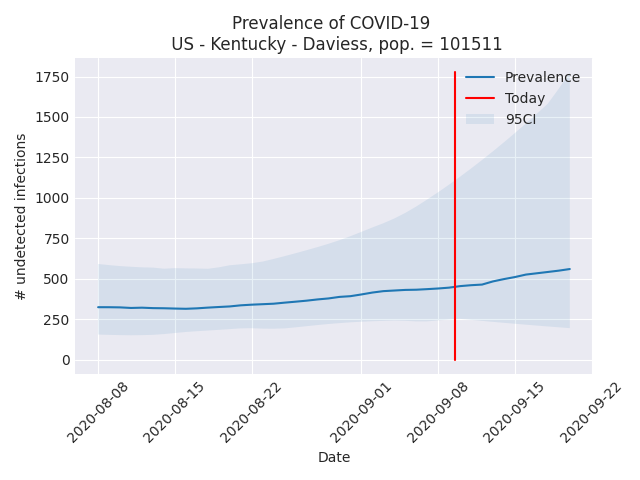 Prevalence of COVID-19
US - Kentucky - Daviess, pop. = 101511
Prevalence
Today
95CI
1750
1500
1250
1000
750
500
250
0
# undetected infections
2020-08-08
2020-08-15
2020-08-22
2020-09-01
2020-09-08
2020-09-15
2020-09-22
Date